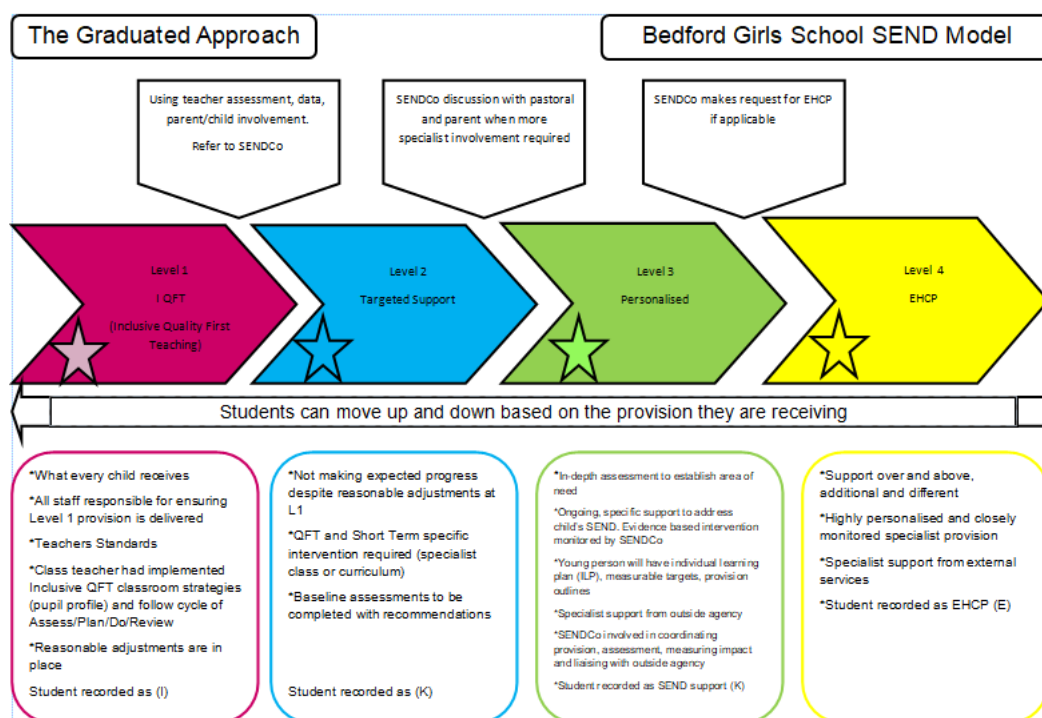 The Graduated Approach
Bedford Girls School SEND Model
Using teacher assessment, data,
parent/child involvement.
Refer to SENDCo
SENDCo discussion with pastoral
and parent when more
specialist involvement required
SENDCo makes request for EHCP
if applicable
Level 1
I QFT
(Inclusive Quality First
Teaching)
Level 2
Targeted Support
Level 3
Personalised
Level 4
EHCP
Students can move up and down based on the provision they are receiving
*What every child receives
*All staff responsible for ensuring
Level 1 provision is delivered
*Teachers Standards
*Class teacher had implemented
Inclusive QFT classroom strategies
(pupil profile) and follow cycle of
Assess/Plan/Do/Review
*Reasonable adjustments are in
place
Student recorded as (I)
*Not making expected progress
despite reasonable adjustments at
L1
*QFT and Short Term specific
intervention required (specialist
class or curriculum)
*Baseline assessments to be
completed with recommendations
Student recorded as (K)
*In-depth assessment to establish area of
need
*Ongoing, specific support to address
child's SEND. Evidence based intervention
monitored by SENDCo
*Young person will have individual learning
plan (ILP), measurable targets, provision
outlines
*Specialist support from outside agency
*SENDCo involved in coordinating
provision, assessment, measuring impact
and liaising with outside agency
*Student recorded as SEND support (K)
*Support over and above,
additional and different
*Highly personalised and closely
monitored specialist provision
*Specialist support from external
services
*Student recorded as EHCP (E)